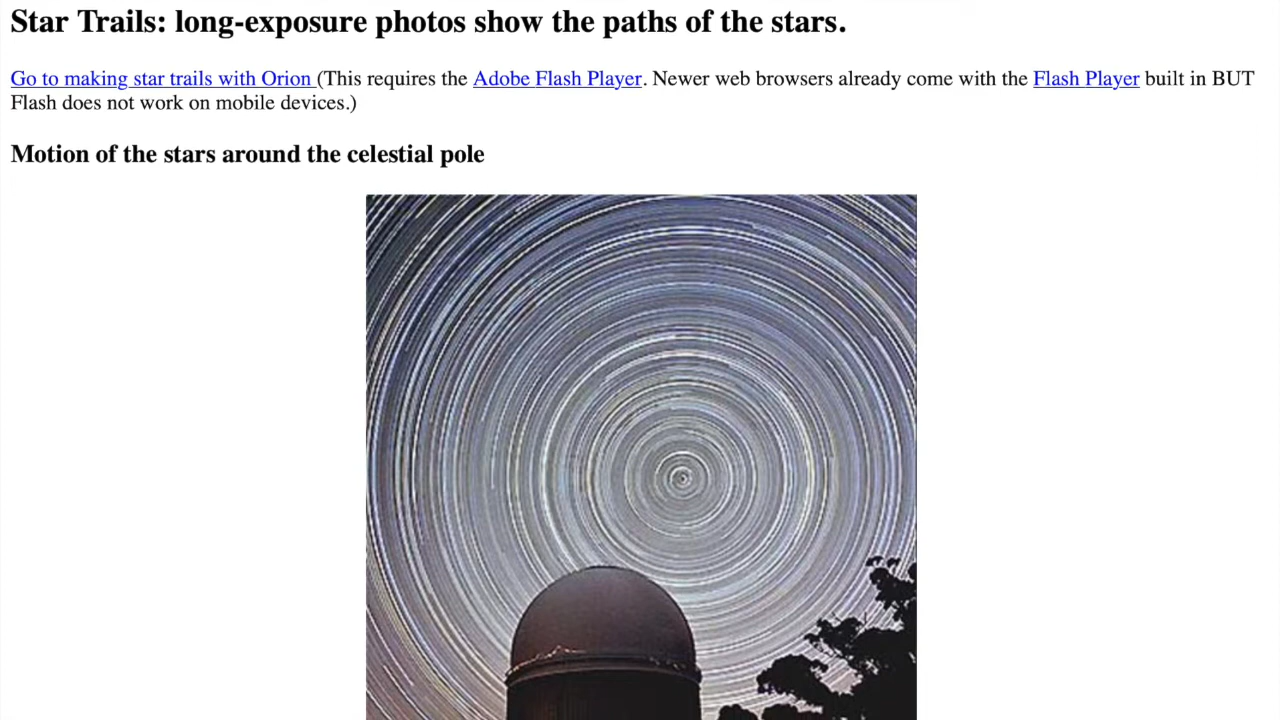 Star Trails: long-exposure photos show the paths of the stars.
Go to making star trails with Orion (This requires the Adobe Flash Player. Newer web browsers already come with the Flash Player built in BUT
Flash does not work on mobile devices.)
Motion of the stars around the celestial pole